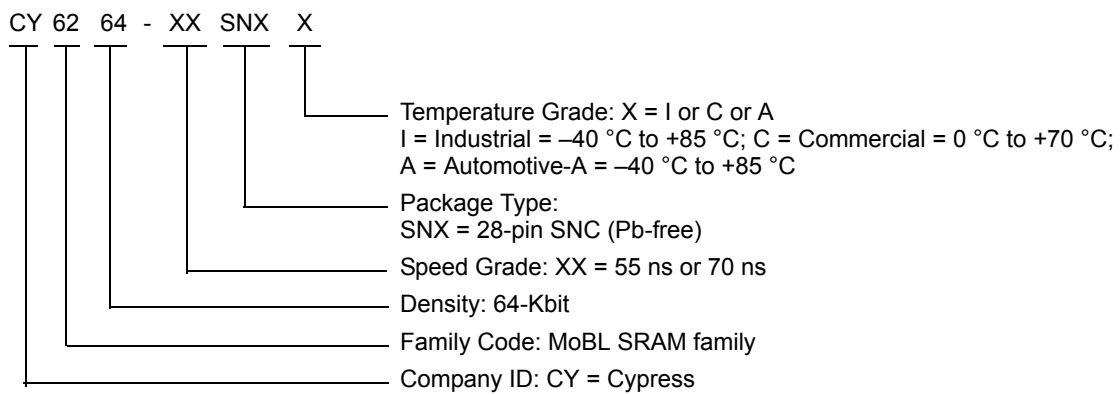 CY 62 64 - XX SNX X
Temperature Grade: X = I or C or A
I = Industrial = –40 °C to +85 °C; C = Commercial = 0 °C to +70 °C;
A = Automotive-A = –40 °C to +85 °C
Package Type:
SNX = 28-pin SNC (Pb-free)
Speed Grade: XX = 55 ns or 70 ns
Density: 64-Kbit
Family Code: MoBL SRAM family
Company ID: CY = Cypress